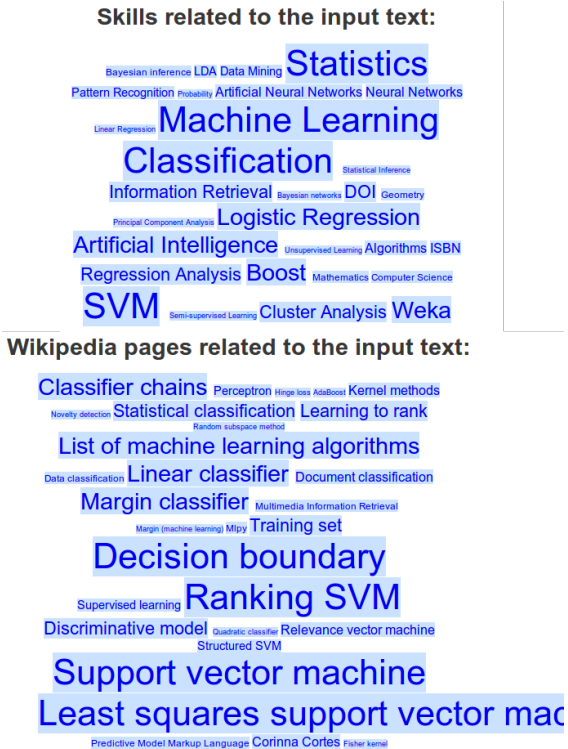 Skills related to the input text:
Bayesian inference LDA Data Mining Statistics
Pattern Recognition Probability Artificial Neural Networks Neural Networks
Linear Regression Machine Learning
Classification Statistical Inference
Information Retrieval Bayesian networks DOI Geometry
Principal Component Analysis Logistic Regression
Artificial Intelligence Unsupervised Learning Algorithms ISBN
Regression Analysis Boost Mathematics Computer Science
SVM Semi-supervised Learning Cluster Analysis Weka
Wikipedia pages related to the input text:
Classifier chains Perceptron Hinge loss AdaBoost Kernel methods
Novelty detection Statistical classification Learning to rank
Random subspace method
List of machine learning algorithms
Data classification Linear classifier Document classification
Margin classifier Multimedia Information Retrieval
Margin (machine learning) Mlpy Training set
Decision boundary
Supervised learning Ranking SVM
Discriminative model Quadratic classifier Relevance vector machine
Structured SVM
Support vector machine
Least squares support vector mac
Predictive Model Markup Language Corinna Cortes Fisher kernel